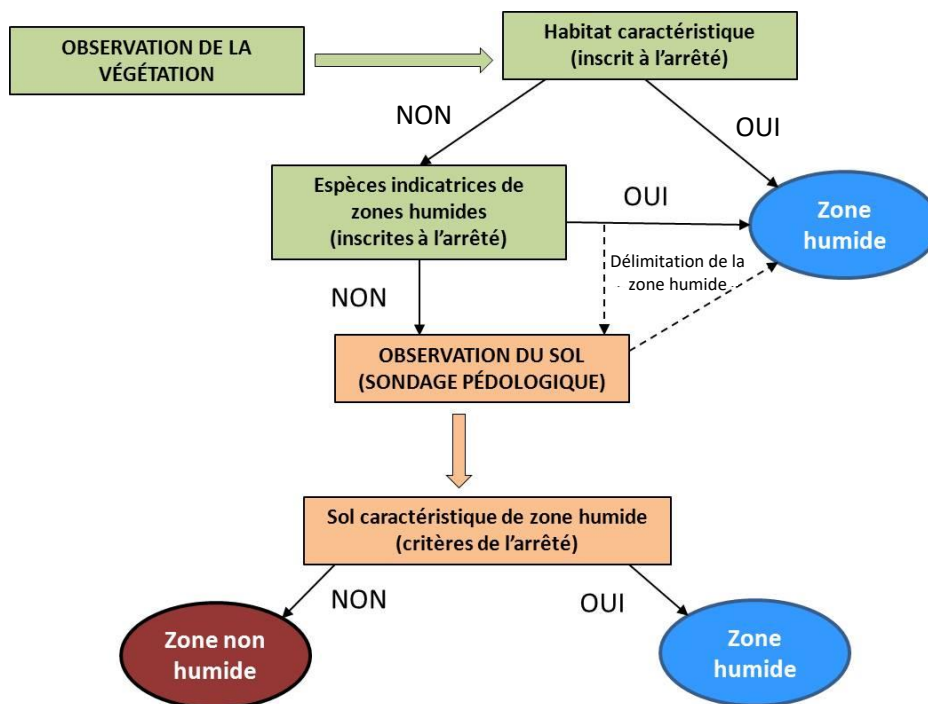 OBSERVATION DE LA
VÉGÉTATION
Habitat caractéristique
(inscrit à l'arrêté)
NON
OUI
Espèces indicatrices de
zones humides
(inscrites à l'arrêté)
OUI
Zone
humide
Délimitation de la
zone humide
NON
OBSERVATION DU SOL
(SONDAGE PÉDOLOGIQUE)
Sol caractéristique de zone humide
(critères de l'arrêté)
NON
OUI
Zone non
humide
Zone
humide